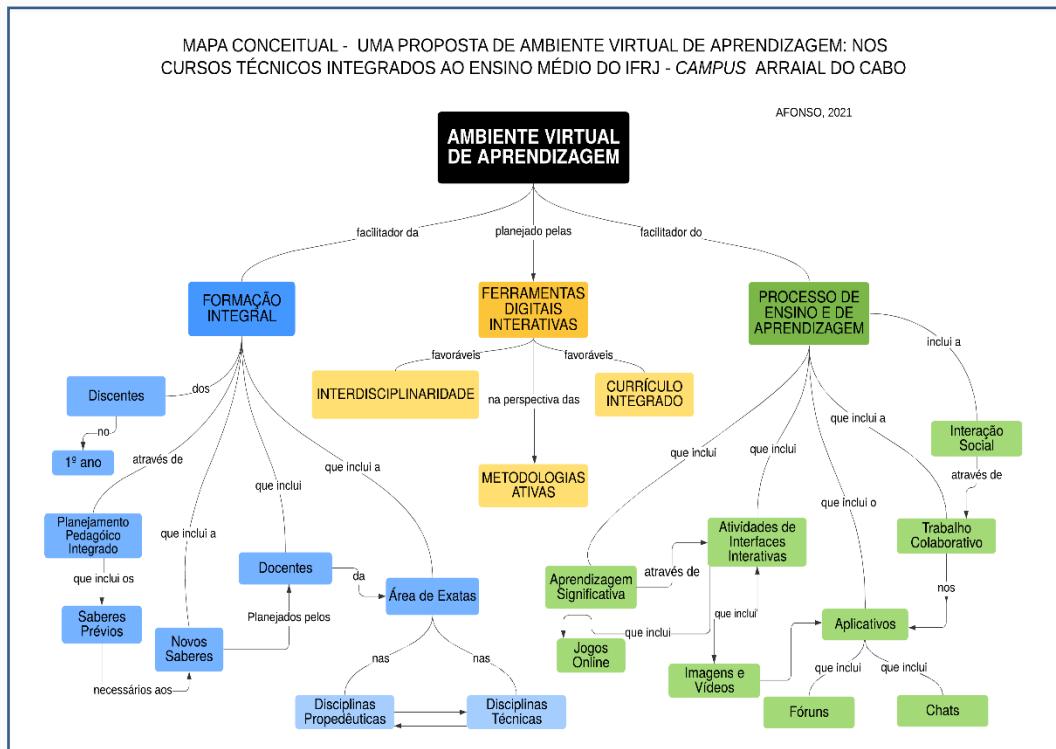 MAPA CONCEITUAL - UMA PROPOSTA DE AMBIENTE VIRTUAL DE APRENDIZAGEM: NOS
CURSOS TÉCNICOS INTEGRADOS AO ENSINO MÉDIO DO IFRJ - CAMPUS ARRAIAL DO CABO
AFONSO, 2021
AMBIENTE VIRTUAL
DE APRENDIZAGEM
facilitador da
planejado pelas
facilitador do
FORMAÇÃO
INTEGRAL
FERRAMENTAS
DIGITAIS
INTERATIVAS
PROCESSO DE
ENSINO E DE
APRENDIZAGEM
inclui a
favoráveis
favoráveis
INTERDISCIPLINARIDADE
CURRÍCULO
INTEGRADO
na perspectiva das
METODOLOGIAS
ATIVAS
Discentes
dos
no
1º ano
através de
que inclui a
que inclui
que inclui a
Planejamento
Pedagóico
Integrado
que inclui os
Saberes
Prévios
necessários aos
Novos
Saberes
Planejados pelos
Docentes
da
Área de Exatas
nas
nas
Disciplinas
Propedêuticas
Disciplinas
Técnicas
que inclui
que inclui
que inclui o
que inclui a
Interação
Social
através de
Trabalho
Colaborativo
nos
Atividades de
Interfaces
Interativas
Aprendizagem
Significativa
através de
que inclui
que inclui
Jogos
Online
Imagens e
Vídeos
Aplicativos
que inclui
que inclui
Fóruns
Chats